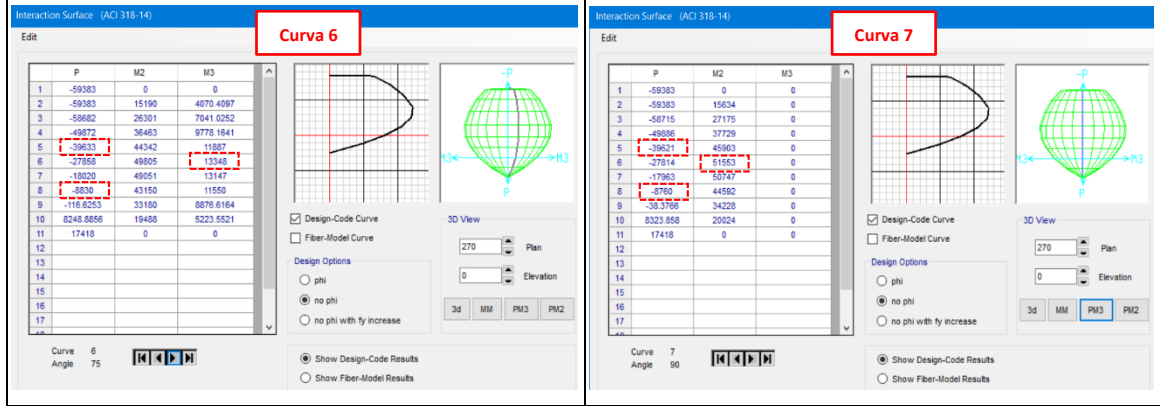 Interaction Surface (ACI 318-14)
Edit
Curva 6
P M2 M3
1 -59383 0 0
2 -59383 15190 4070.4097
3 -58682 26301 7041.0252
4 -49872 36463 9778.1641
5 -39633 44342 11887
6 -27858 49805 13348
7 -18020 49051 13147
8 -8830 43150 11550
9 -116.6253 33180 8876.6164
10 8248.8856 19488 5223.5521
11 17418 0 0
12
13
14
15
16
17
-P
M3
P
Design-Code Curve
Fiber-Model Curve
Design Options
phi
no phi
no phi with fy increase
3D View
270 Plan
0 Elevation
3d MM PM3 PM2
Curve 6
Angle 75
Show Design-Code Results
Show Fiber-Model Results
Interaction Surface (ACI 318-14)
Edit
Curva 7
P M2 M3
1 -59383 0 0
2 -59383 15634 0
3 -58715 27175 0
4 -49886 37729 0
5 -39621 45903 0
6 -27814 51553 0
7 -17963 50747 0
8 -8760 44592 0
9 -38.3766 34228 0
10 8323.858 20024 0
11 17418 0 0
12
13
14
15
16
17
-P
M3
P
Design-Code Curve
Fiber-Model Curve
Design Options
phi
no phi
no phi with fy increase
3D View
270 Plan
0 Elevation
3d MM PM3 PM2
Curve 7
Angle 90
Show Design-Code Results
Show Fiber-Model Results